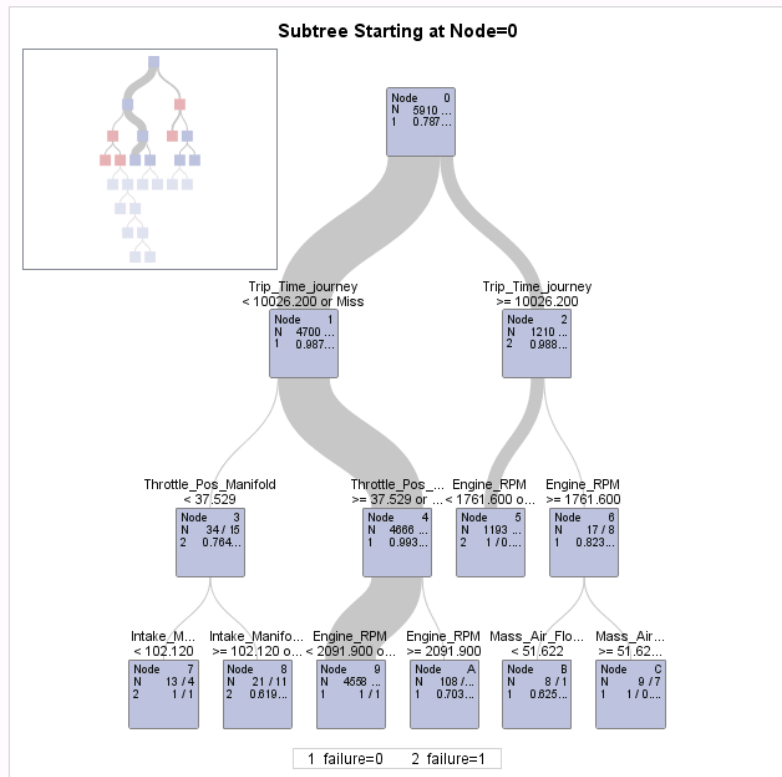 Subtree Starting at Node=0
Node 0
N 5910 ...
1 0.787...
Trip_Time_journey
< 10026.200 or Miss
Trip_Time_journey
>= 10026.200
Node 1
N 4700 ...
1 0.987...
Node 2
N 1210 ...
2 0.988...
Throttle_Pos_Manifold
< 37.529
Throttle_Pos_...
>= 37.529 or ...
Engine_RPM
< 1761.600 o...
Engine_RPM
>= 1761.600
Node 3
N 34 / 15
2 0.764...
Node 4
N 4666 ...
1 0.993...
Node 5
N 1193 ...
2 1 / 0....
Node 6
N 17 / 8
1 0.823...
Intake_M...
< 102.120
Intake_Manifo...
>= 102.120 o...
Engine_RPM
< 2091.900 o...
Engine_RPM
>= 2091.900
Mass_Air_Flo...
< 51.622
Mass_Air...
>= 51.62...
Node 7
N 13 / 4
2 1 / 1
Node 8
N 21 / 11
2 0.619...
Node 9
N 4558 ...
1 1 / 1
Node A
N 108 /...
1 0.703...
Node B
N 8 / 1
1 0.625...
Node C
N 9 / 7
1 1 / 0....
1 failure=0 2 failure=1